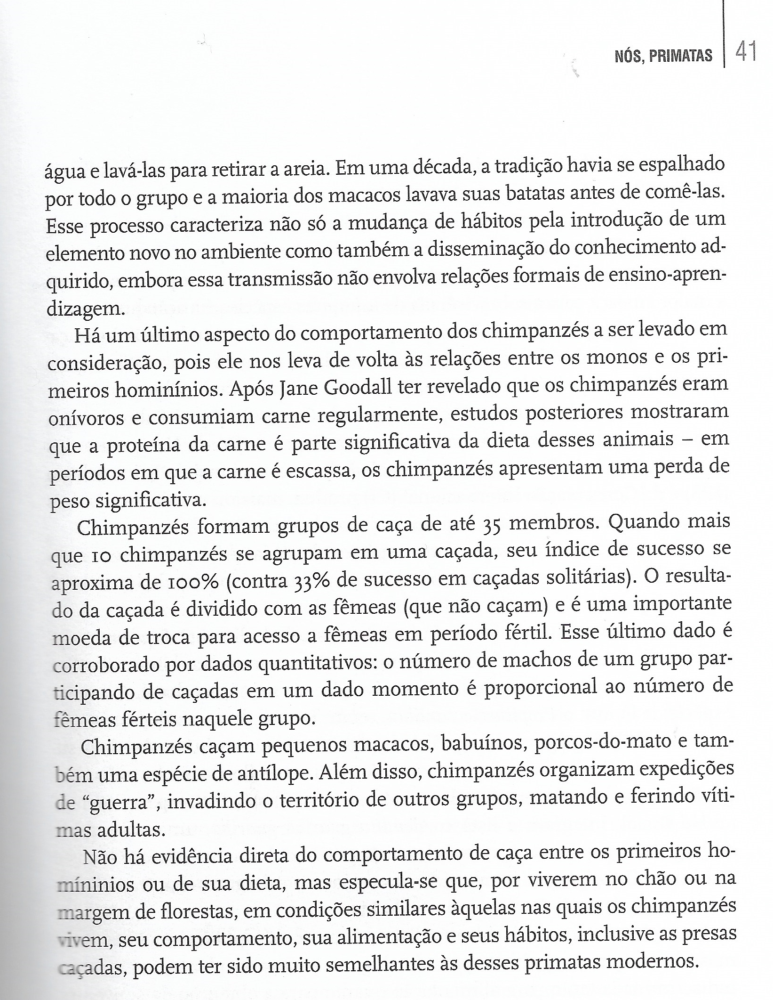 NÓS, PRIMATAS 41
água e lavá-las para retirar a areia. Em uma década, a tradição havia se espalhado
por todo o grupo e a maioria dos macacos lavava suas batatas antes de comê-las.
Esse processo caracteriza não só a mudança de hábitos pela introdução de um
elemento novo no ambiente como também a disseminação do conhecimento ad-
quirido, embora essa transmissão não envolva relações formais de ensino-apren-
dizagem.
Há um último aspecto do comportamento dos chimpanzés a ser levado em
consideração, pois ele nos leva de volta às relações entre os monos e os pri-
meiros hominínios. Após Jane Goodall ter revelado que os chimpanzés eram
onívoros e consumiam carne regularmente, estudos posteriores mostraram
que a proteína da carne é parte significativa da dieta desses animais – em
períodos em que a carne é escassa, os chimpanzés apresentam uma perda de
peso significativa.
Chimpanzés formam grupos de caça de até 35 membros. Quando mais
que 10 chimpanzés se agrupam em uma caçada, seu índice de sucesso se
aproxima de 100% (contra 33% de sucesso em caçadas solitárias). O resulta-
do da caçada é dividido com as fêmeas (que não caçam) e é uma importante
moeda de troca para acesso a fêmeas em período fértil. Esse último dado é
corroborado por dados quantitativos: o número de machos de um grupo par-
ticipando de caçadas em um dado momento é proporcional ao número de
fêmeas férteis naquele grupo.
Chimpanzés caçam pequenos macacos, babuínos, porcos-do-mato e tam-
bém uma espécie de antílope. Além disso, chimpanzés organizam expedições
de “guerra”, invadindo o território de outros grupos, matando e ferindo víti-
mas adultas.
Não há evidência direta do comportamento de caça entre os primeiros ho-
míninios ou de sua dieta, mas especula-se que, por viverem no chão ou na
margem de florestas, em condições similares àquelas nas quais os chimpanzés
vivem, seu comportamento, sua alimentação e seus hábitos, inclusive as presas
caçadas, podem ter sido muito semelhantes às desses primatas modernos.